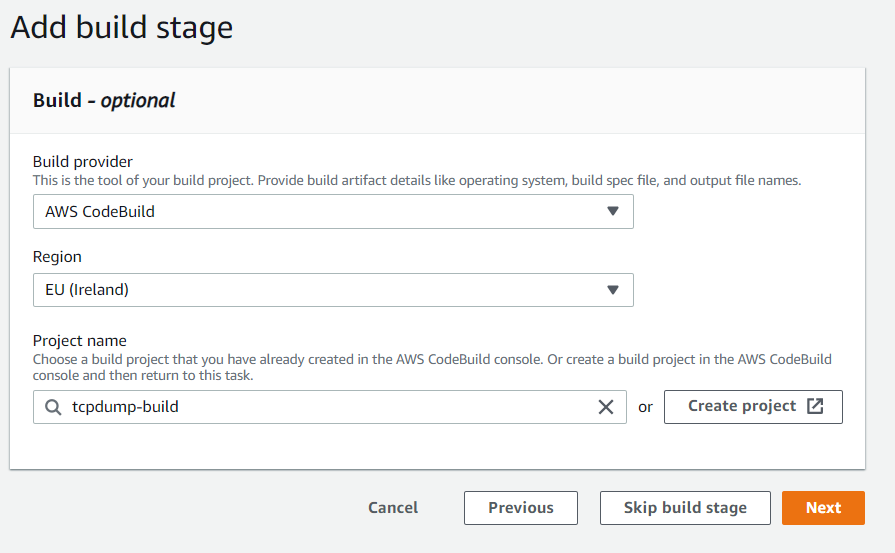 Add build stage
Build - optional
Build provider
This is the tool of your build project. Provide build artifact details like operating system, build spec file, and output file names.
AWS CodeBuild
Region
EU (Ireland)
Project name
Choose a build project that you have already created in the AWS CodeBuild console. Or create a build project in the AWS CodeBuild
console and then return to this task.
tcpdump-build or Create project
Cancel Previous Skip build stage Next